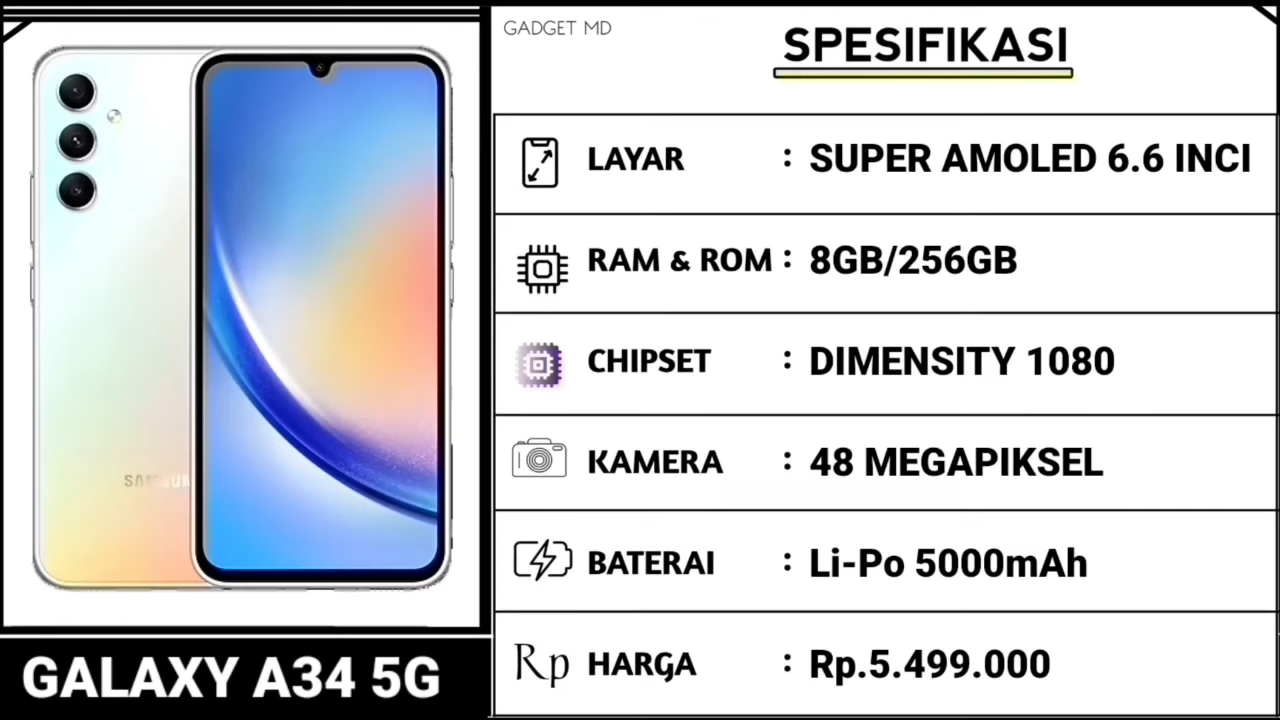 GADGET MD
SPESIFIKASI
LAYAR : SUPER AMOLED 6.6 INCI
RAM & ROM : 8GB/256GB
CHIPSET : DIMENSITY 1080
KAMERA : 48 MEGAPIKSEL
BATERAI : Li-Po 5000mAh
Rp HARGA : Rp.5.499.000
SAMSUN
GALAXY A34 5G